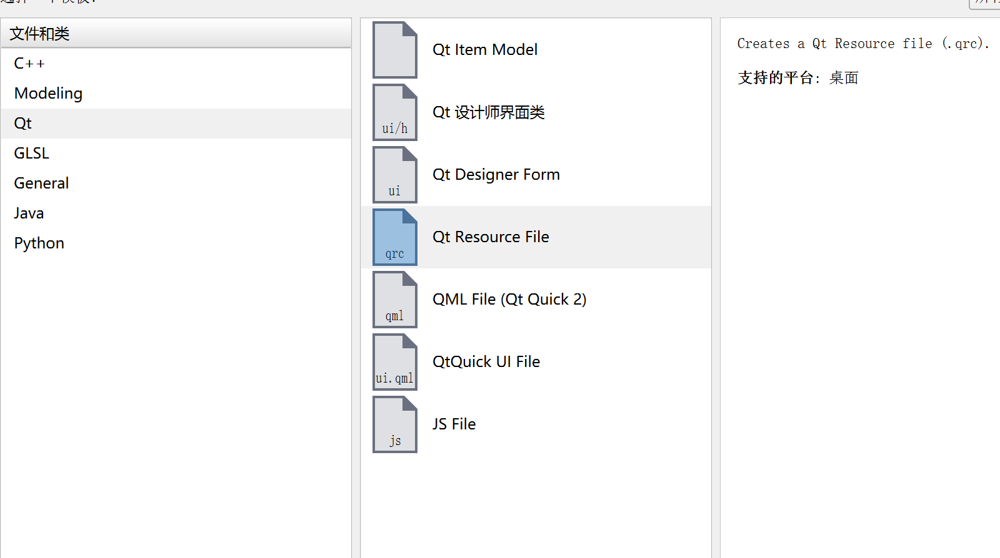 文件和类
C++
Modeling
Qt
GLSL
General
Java
Python
Qt Item Model
ui/h
Qt 设计师界面类
ui
Qt Designer Form
qrc
Qt Resource File
qml
QML File (Qt Quick 2)
ui.qml
QtQuick UI File
js
JS File
Creates a Qt Resource file (.qrc).
支持的平台: 桌面